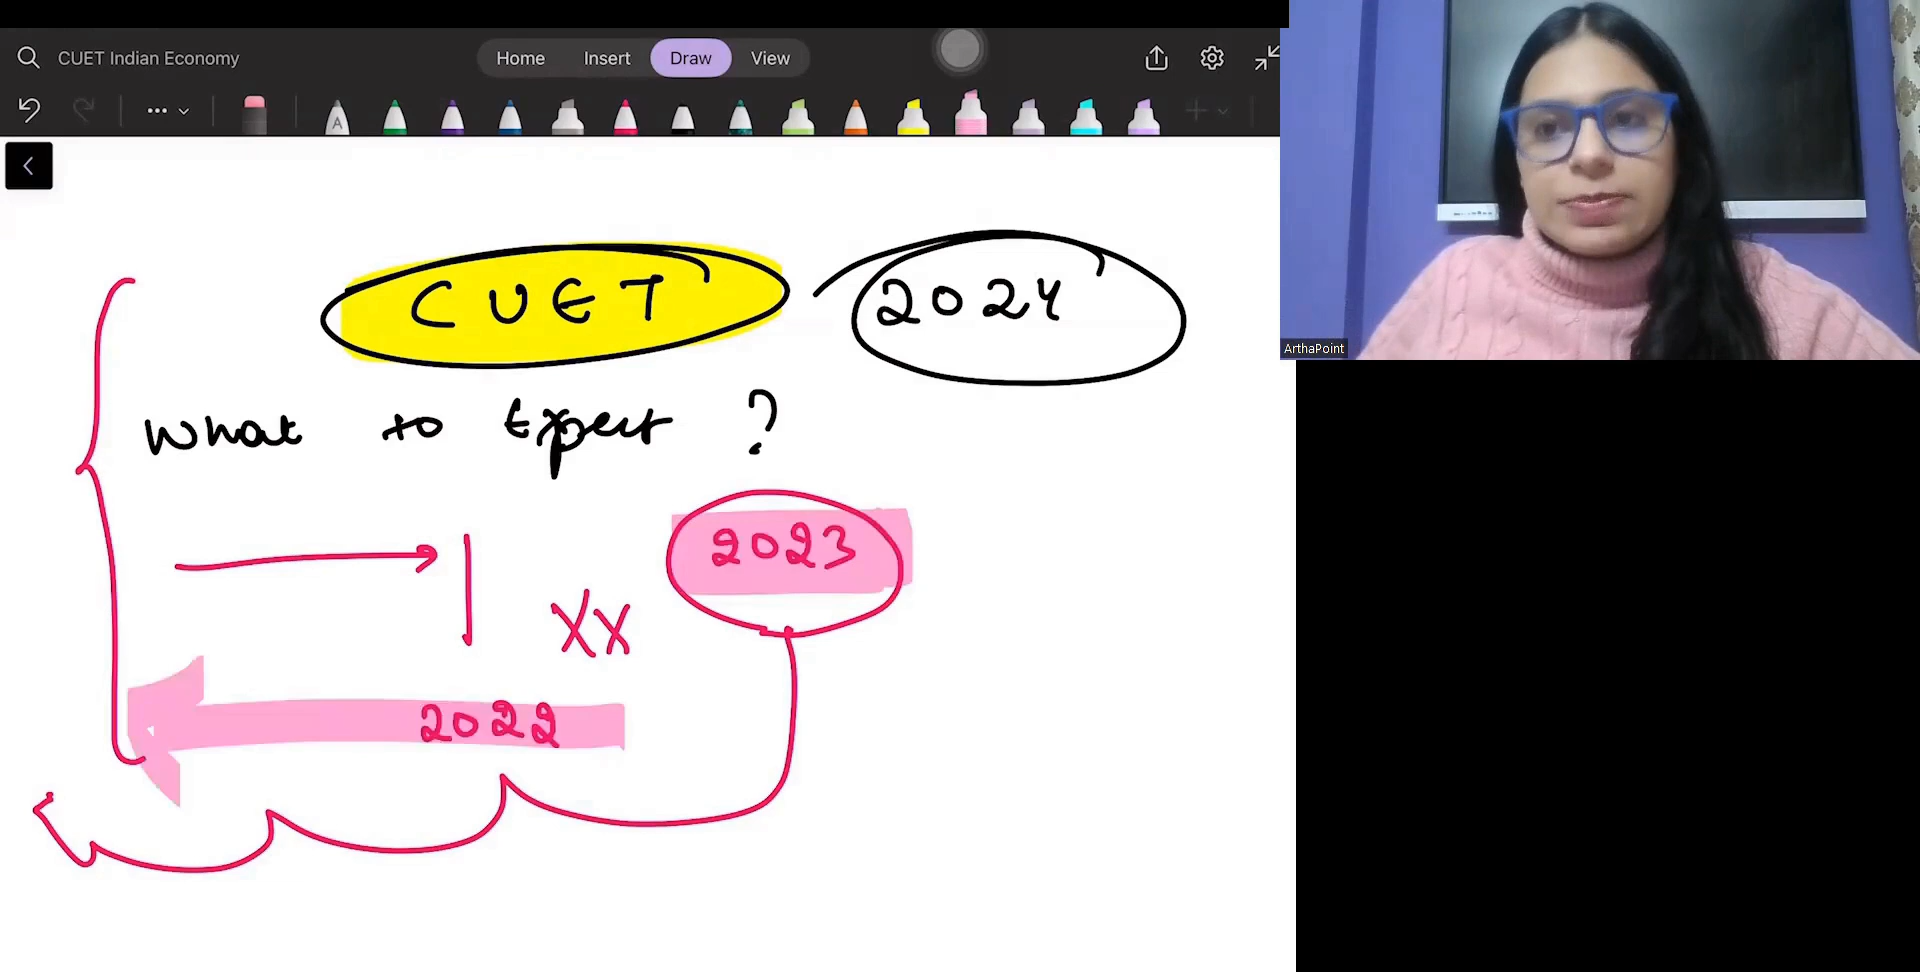 CUET Indian Economy
Home Insert Draw View
A
CUET 2024
What to Expect ?
2023
XX
2022
ArthaPoint